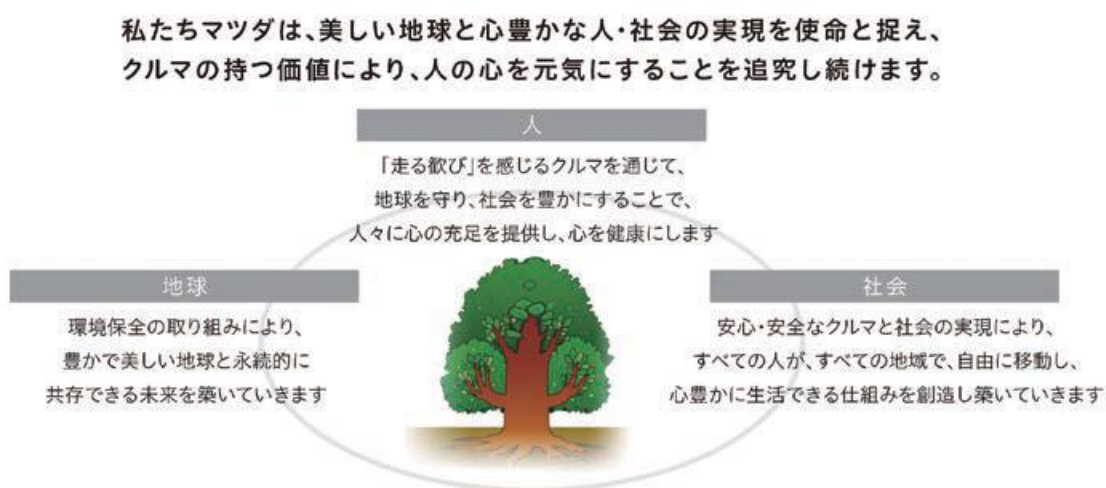 私たちマツダは、美しい地球と心豊かな人・社会の実現を使命と捉え、
クルマの持つ価値により、人の心を元気にすることを追究し続けます。
人
「走る歓び」を感じるクルマを通じて、
地球を守り、社会を豊かにすることで、
人々に心の充足を提供し、心を健康にします
地球
環境保全の取り組みにより、
豊かで美しい地球と永続的に
共存できる未来を築いていきます
社会
安心・安全なクルマと社会の実現により、
すべての人が、すべての地域で、自由に移動し、
心豊かに生活できる仕組みを創造し築いていきます